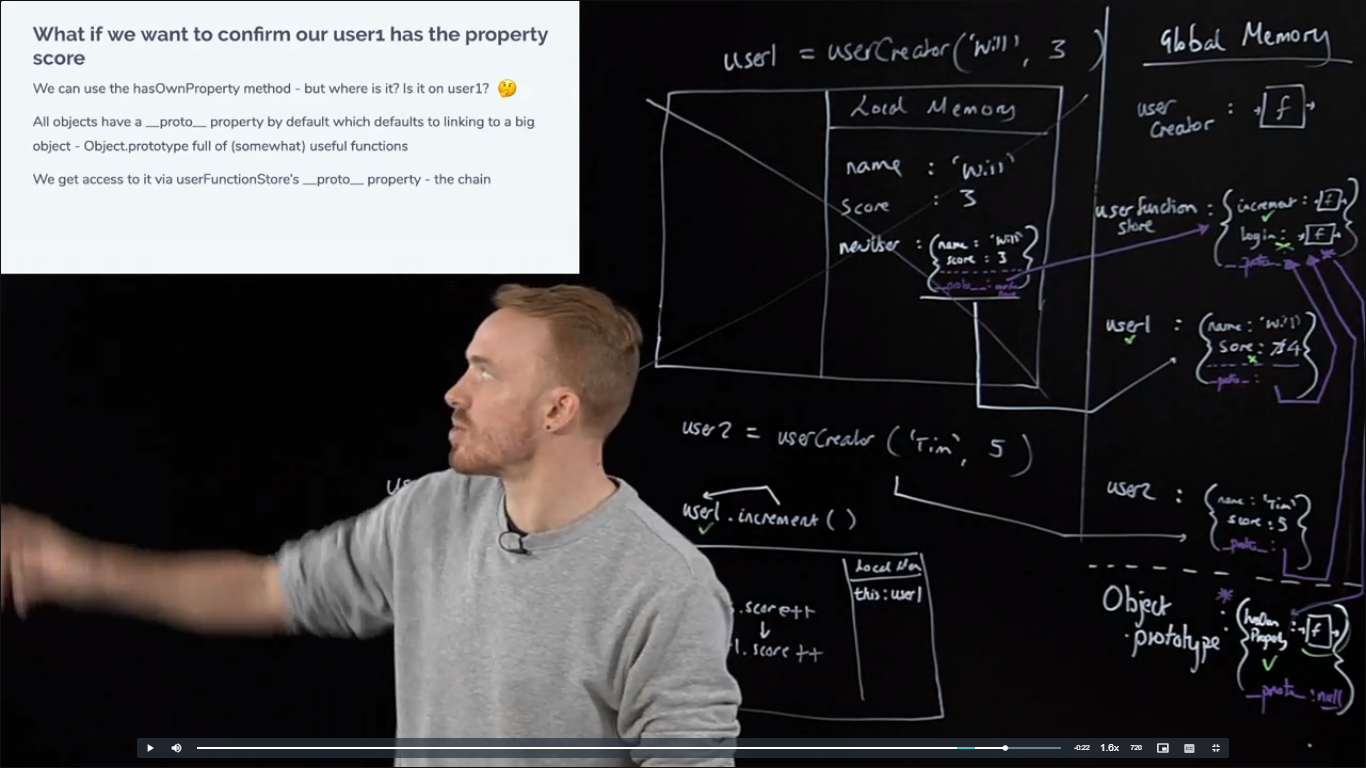 What if we want to confirm our user1 has the property
score
We can use the hasOwnProperty method - but where is it? Is it on user1? 🤔
All objects have a __proto__ property by default which defaults to linking to a big
object - Object.prototype full of (somewhat) useful functions
We get access to it via userFunctionStore's __proto__ property - the chain
user1 = userCreator('Will', 3)
Local Memory
name : 'Will'
score : 3
newUser : {name : 'Will'
score : 3
__proto__ :
}
user2 = userCreator('Tim', 5)
user1.increment()
Local Mem
this:user1
.score++
1.score++
Global Memory
user
Creator : f
userfunction
store : {increment : f
login : f
__proto__
}
user1 : {name : 'Will'
Score : 4
__proto__ :
}
user2 : {name : 'Tim'
score : 5
__proto__ :
}
Object
.prototype : {hasOwn
Property : f
__proto__ : null}
-0:22 1.6x 720